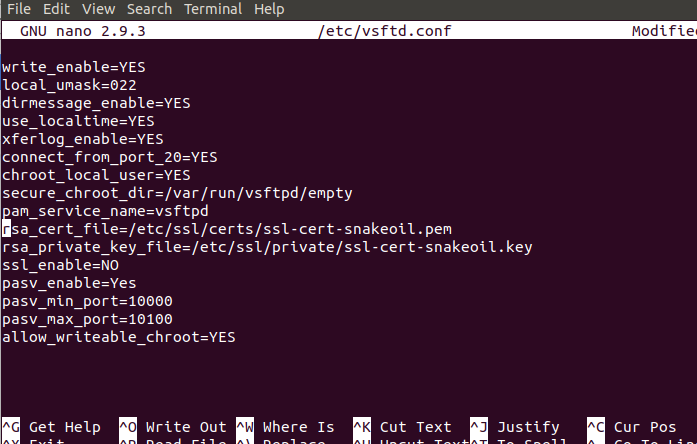 File Edit View Search Terminal Help
GNU nano 2.9.3 /etc/vsftd.conf Modified
write_enable=YES
local_umask=022
dirmessage_enable=YES
use_localtime=YES
xferlog_enable=YES
connect_from_port_20=YES
chroot_local_user=YES
secure_chroot_dir=/var/run/vsftpd/empty
pam_service_name=vsftpd
rsa_cert_file=/etc/ssl/certs/ssl-cert-snakeoil.pem
rsa_private_key_file=/etc/ssl/private/ssl-cert-snakeoil.key
ssl_enable=NO
pasv_enable=Yes
pasv_min_port=10000
pasv_max_port=10100
allow_writeable_chroot=YES
^G Get Help ^O Write Out ^W Where Is ^K Cut Text ^J Justify ^C Cur Pos
^X Exit ^R Read File ^\ Replace ^U Uncut Text ^T To Spell ^_ Go To Lin